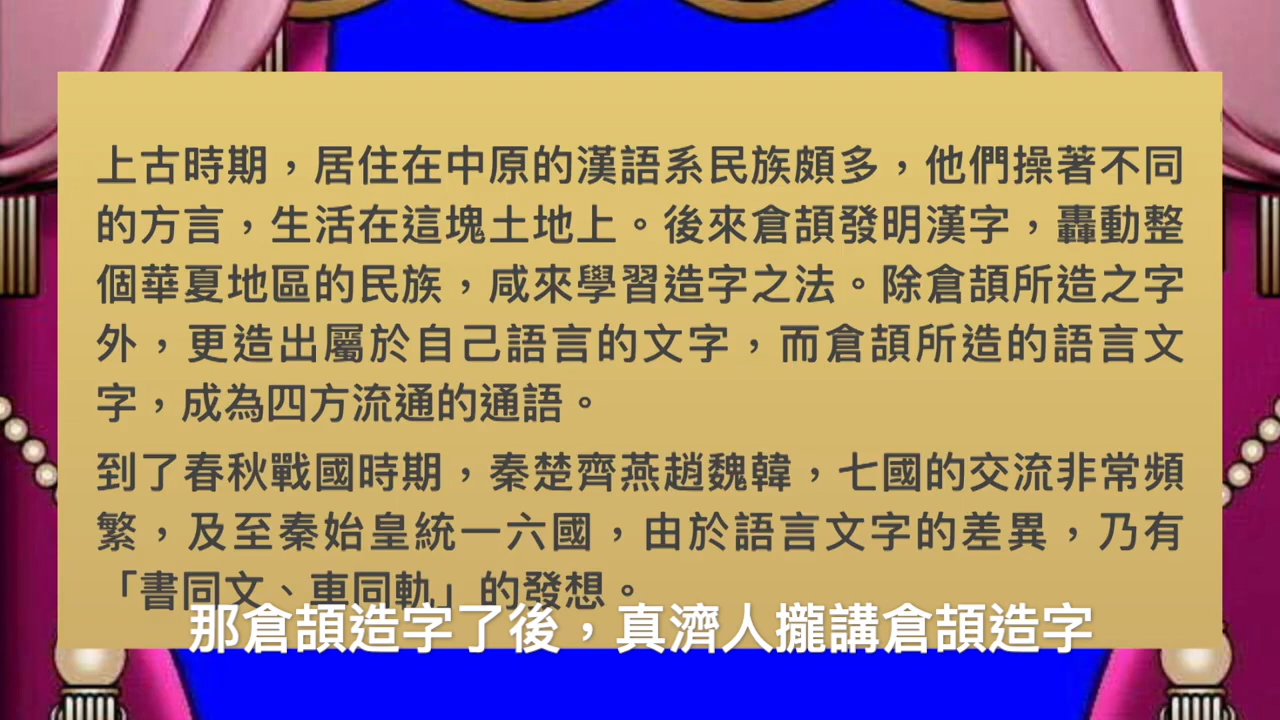 上古時期，居住在中原的漢語系民族頗多，他們操著不同
的方言，生活在這塊土地上。後來倉頡發明漢字，轟動整
個華夏地區的民族，咸來學習造字之法。除倉頡所造之字
外，更造出屬於自己語言的文字，而倉頡所造的語言文
字，成為四方流通的通語。
到了春秋戰國時期，秦楚齊燕趙魏韓，七國的交流非常頻
繁，及至秦始皇統一六國，由於語言文字的差異，乃有
「書同文、車同軌」的發想。
那倉頡造字了後，真濟人攏講倉頡造字